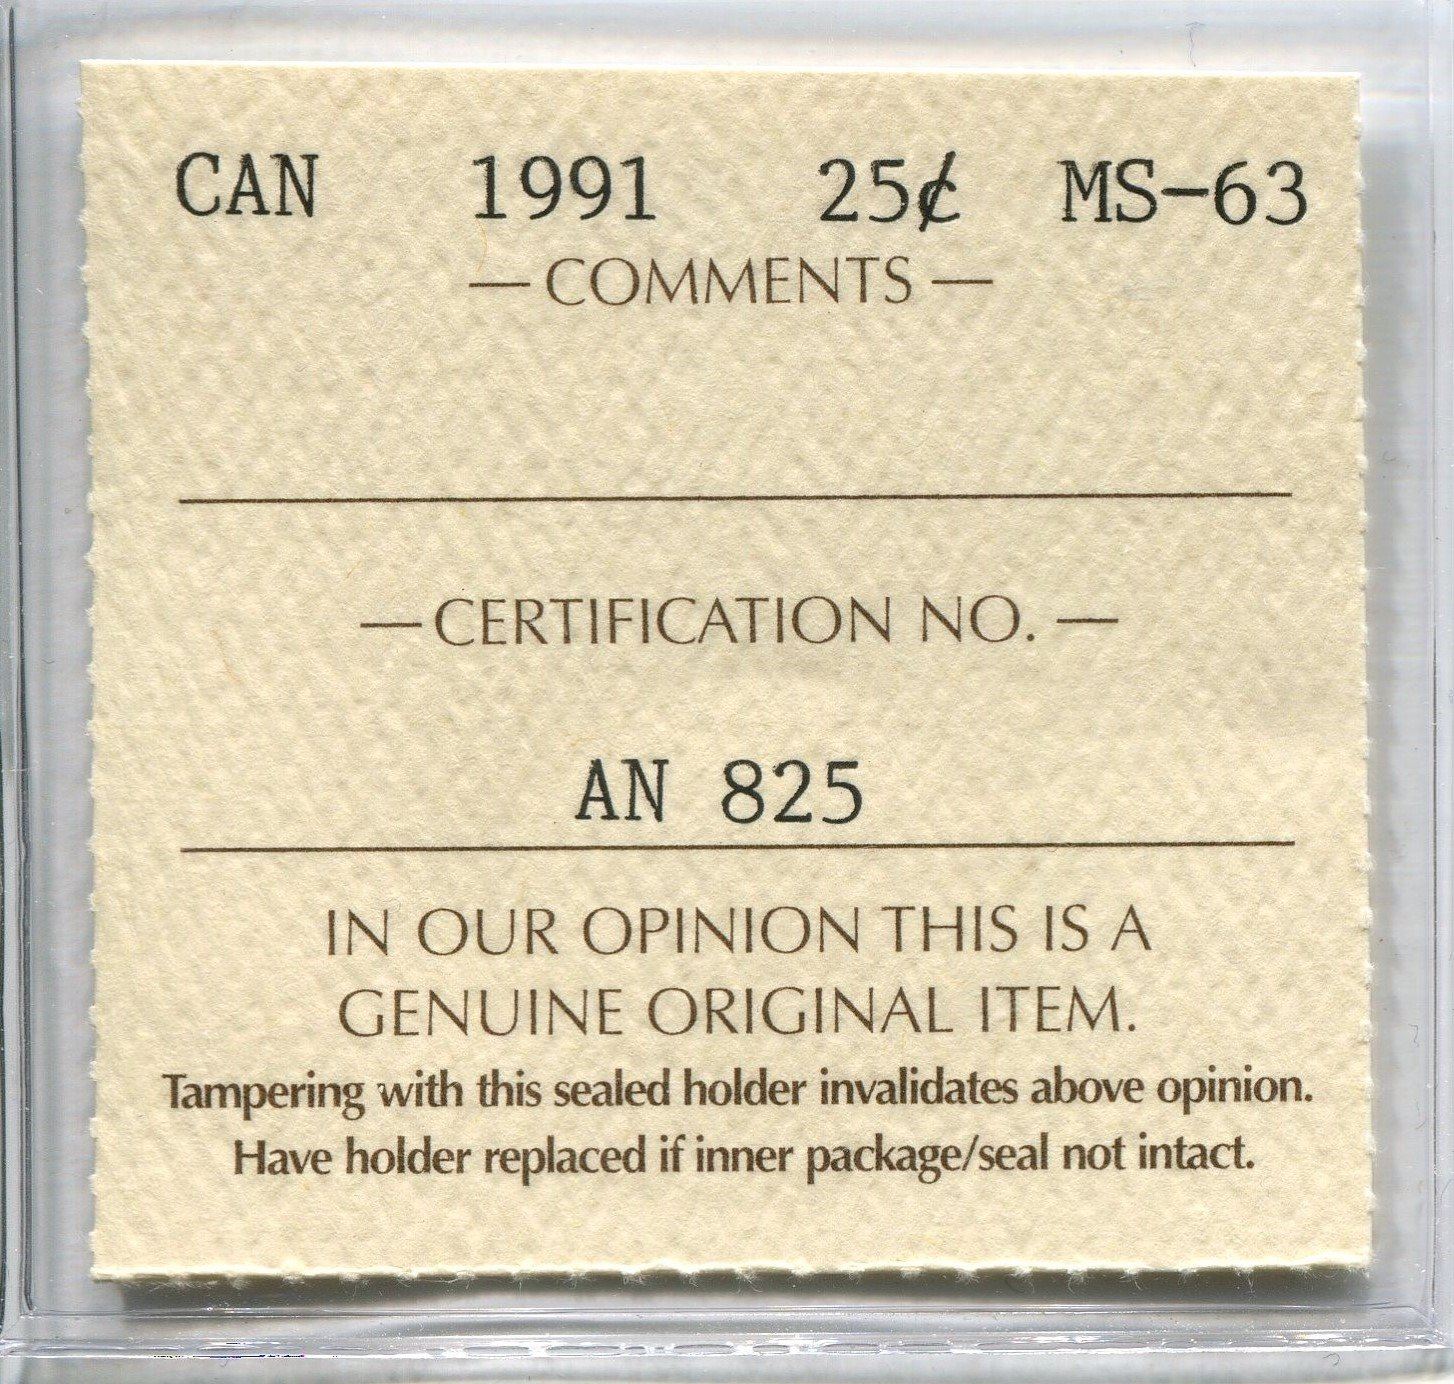 CAN 1991 25¢ MS-63
— COMMENTS —
— CERTIFICATION NO. —
AN 825
IN OUR OPINION THIS IS A
GENUINE ORIGINAL ITEM.
Tampering with this sealed holder invalidates above opinion.
Have holder replaced if inner package/seal not intact.